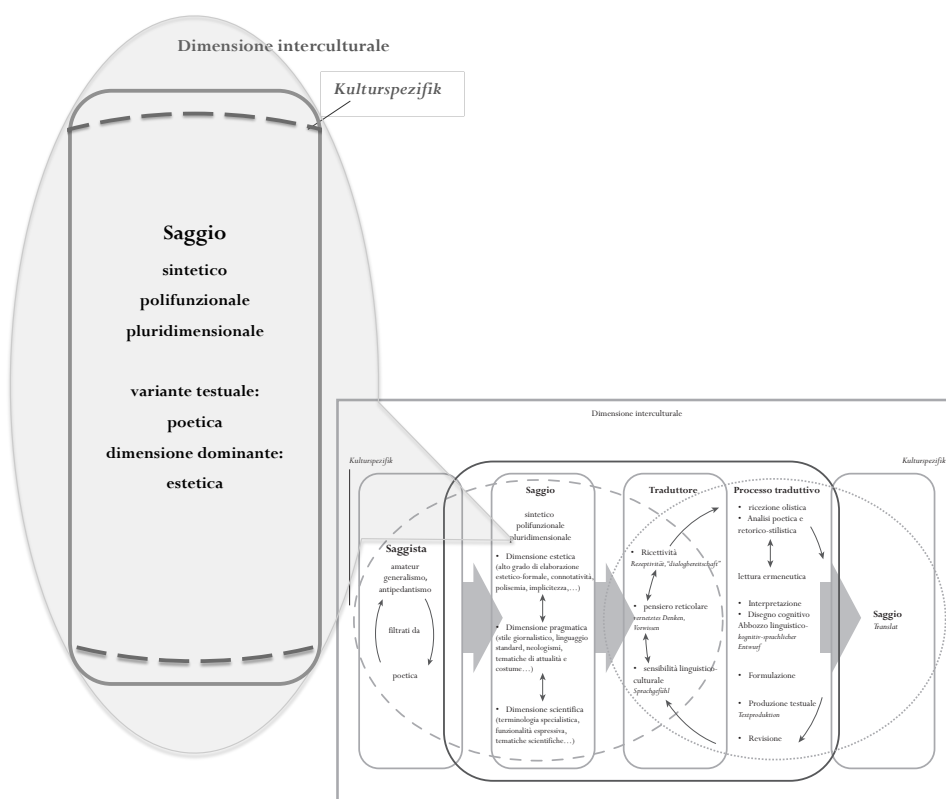 Dimensione interculturale
Kulturspezifik
Saggio
sintetico
polifunzionale
pluridimensionale
variante testuale:
poetica
dimensione dominante:
estetica
Dimensione interculturale
Kulturspezifik
Kulturspezifik
Saggista
amateur
generalismo,
antipedantismo
filtrati da
poetica
Saggio
sintetico
polifunzionale
pluridimensionale
• Dimensione estetica
(alto grado di elaborazione
estetico-formale, connotatività,
polisemia, implicitezza,…)
• Dimensione pragmatica
(stile giornalistico, linguaggio
standard, neologismi,
tematiche di attualità e
costume…)
• Dimensione scientifica
(terminologia specialistica,
funzionalità espressiva,
tematiche scientifiche…)
Traduttore
• Ricettività
Rezeptivität, "dialogbereitschaft"
• pensiero reticolare
vernetztes Denken,
Vorwissen
• sensibilità linguistico-
culturale
Sprachgefühl
Processo traduttivo
• ricezione olistica
• Analisi poetica e
retorico-stilistica
lettura ermeneutica
• Interpretazione
• Disegno cognitivo
Abbozzo linguistico-
kognitiv-sprachlicher
Entwurf
• Formulazione
• Produzione testuale
Textproduktion
• Revisione
Saggio
Translat